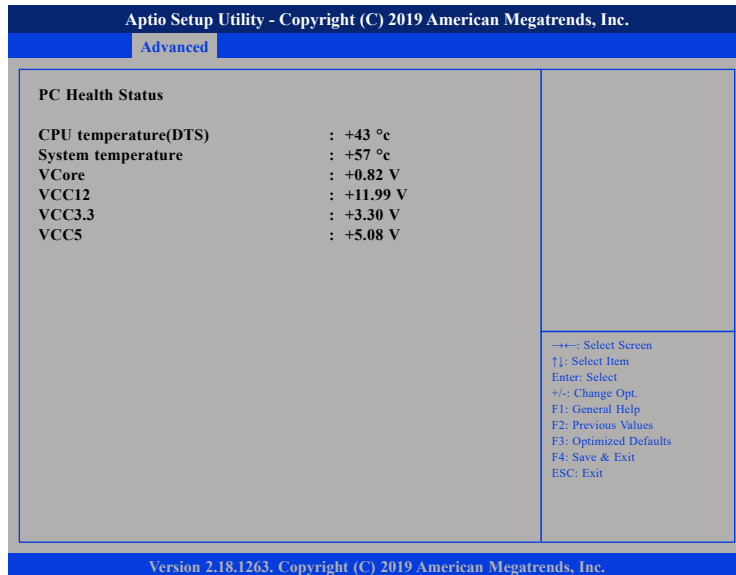 Aptio Setup Utility - Copyright (C) 2019 American Megatrends, Inc.
Advanced
PC Health Status
CPU temperature(DTS) : +43 °c
System temperature : +57 °c
VCore : +0.82 V
VCC12 : +11.99 V
VCC3.3 : +3.30 V
VCC5 : +5.08 V
→←: Select Screen
↑↓: Select Item
Enter: Select
+/-: Change Opt.
F1: General Help
F2: Previous Values
F3: Optimized Defaults
F4: Save & Exit
ESC: Exit
Version 2.18.1263. Copyright (C) 2019 American Megatrends, Inc.